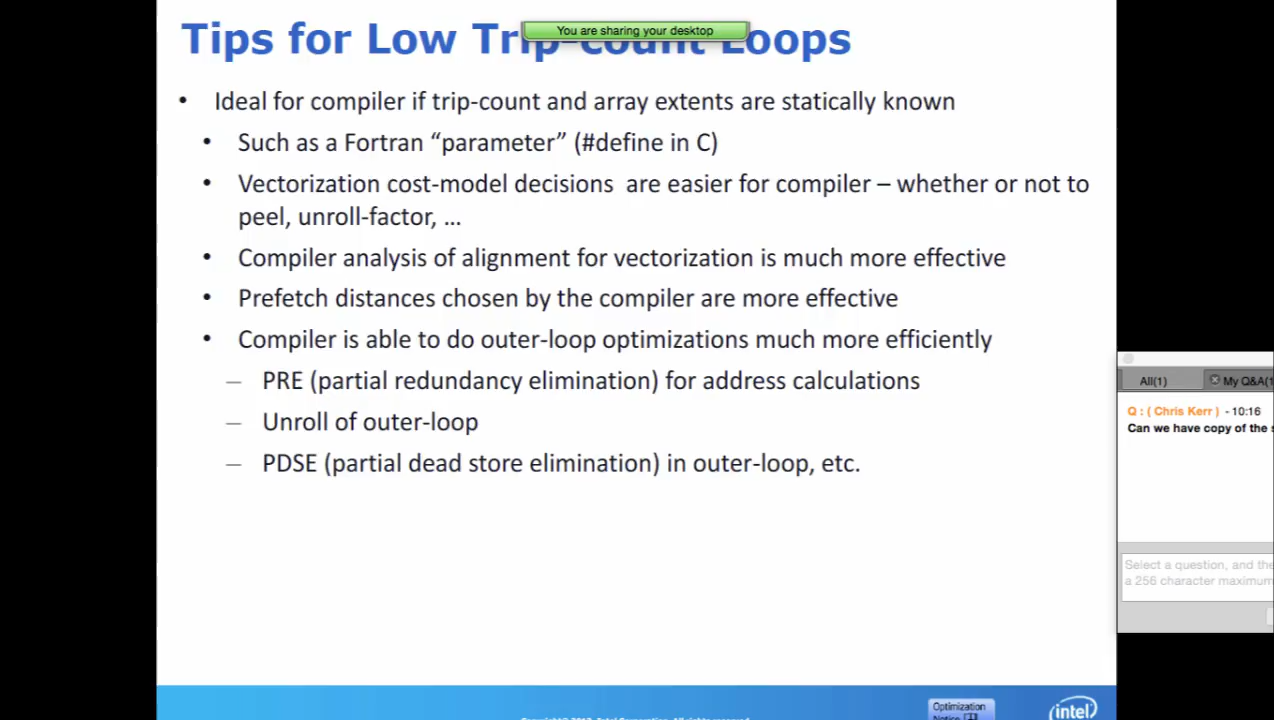 Tips for Low Trip-count Loops
You are sharing your desktop
• Ideal for compiler if trip-count and array extents are statically known
• Such as a Fortran “parameter” (#define in C)
• Vectorization cost-model decisions are easier for compiler – whether or not to
peel, unroll-factor, ...
• Compiler analysis of alignment for vectorization is much more effective
• Prefetch distances chosen by the compiler are more effective
• Compiler is able to do outer-loop optimizations much more efficiently
– PRE (partial redundancy elimination) for address calculations
– Unroll of outer-loop
– PDSE (partial dead store elimination) in outer-loop, etc.
All(1)
My Q&A(1
Q : ( Chris Kerr ) - 10:16
Can we have copy of the s
Select a question, and the
a 256 character maximum
Optimization
Notice
intel